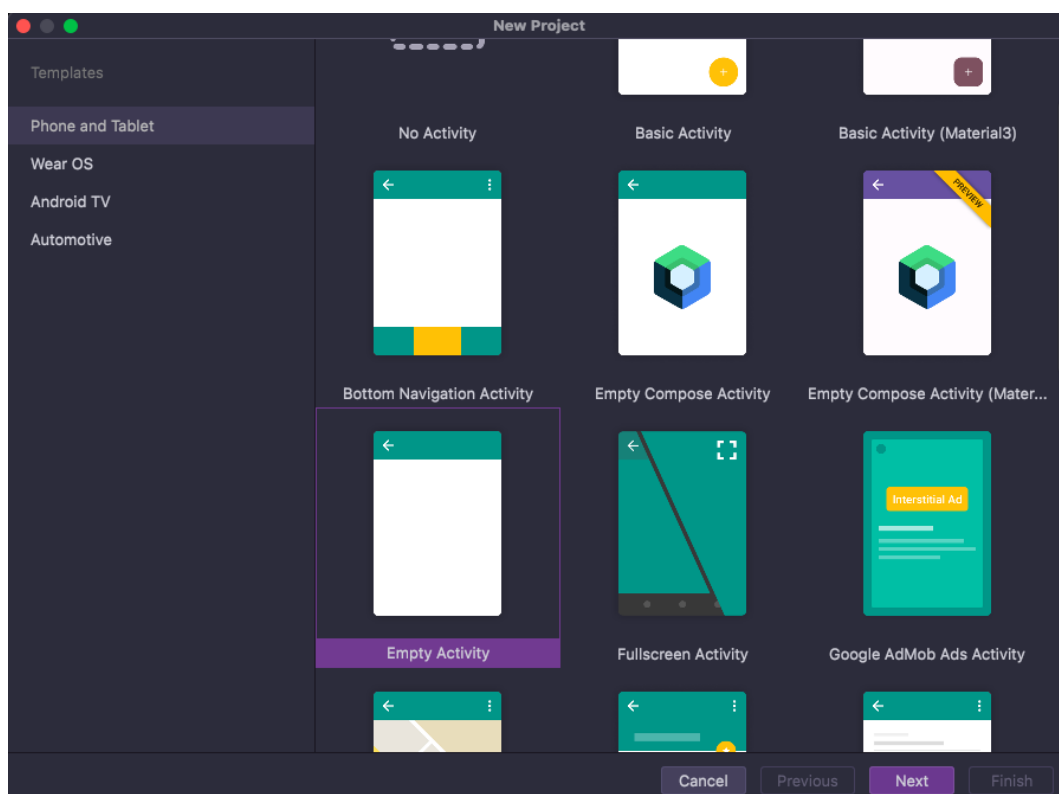 New Project
Templates
Phone and Tablet
Wear OS
Android TV
Automotive
No Activity
Basic Activity
Basic Activity (Material3)
PREVIEW
Bottom Navigation Activity
Empty Compose Activity
Empty Compose Activity (Mater...
Interstitial Ad
Empty Activity
Fullscreen Activity
Google AdMob Ads Activity
Cancel
Previous
Next
Finish